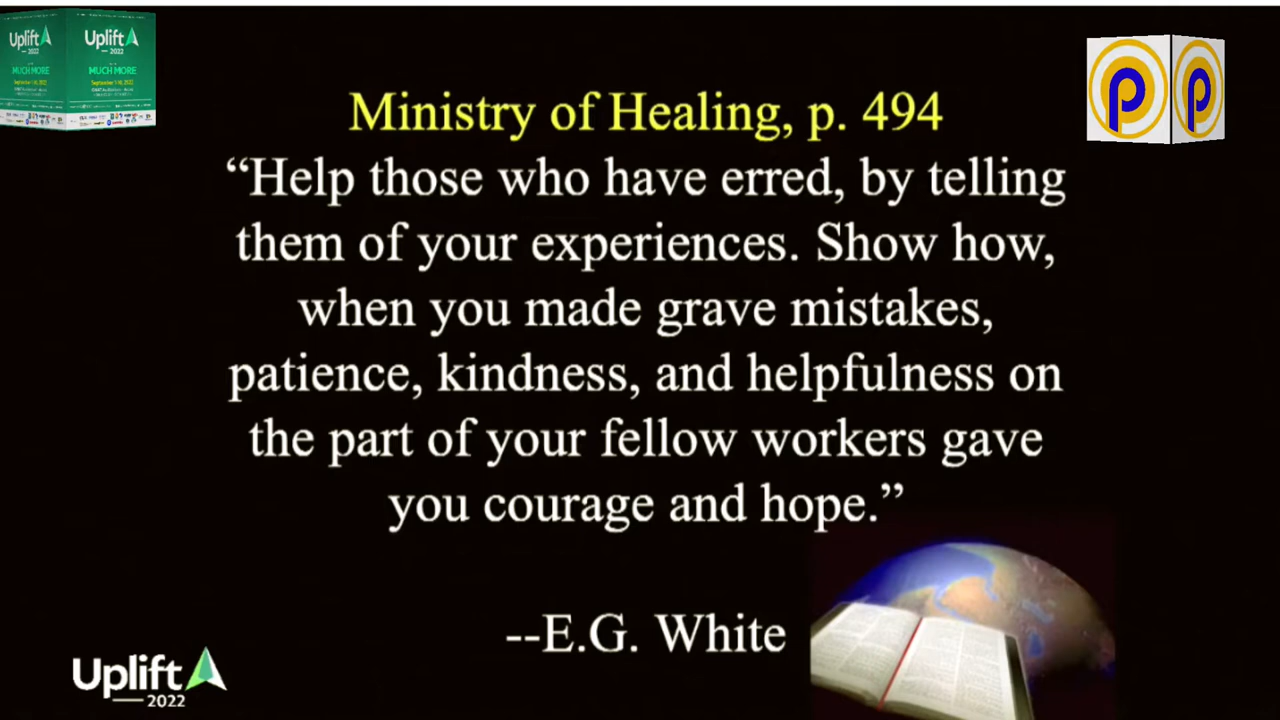 Uplift
2022
MUCH MORE
Uplift
2022
MUCH MORE
Ministry of Healing, p. 494
“Help those who have erred, by telling
them of your experiences. Show how,
when you made grave mistakes,
patience, kindness, and helpfulness on
the part of your fellow workers gave
you courage and hope.”
--E.G. White
Uplift
2022
p
p